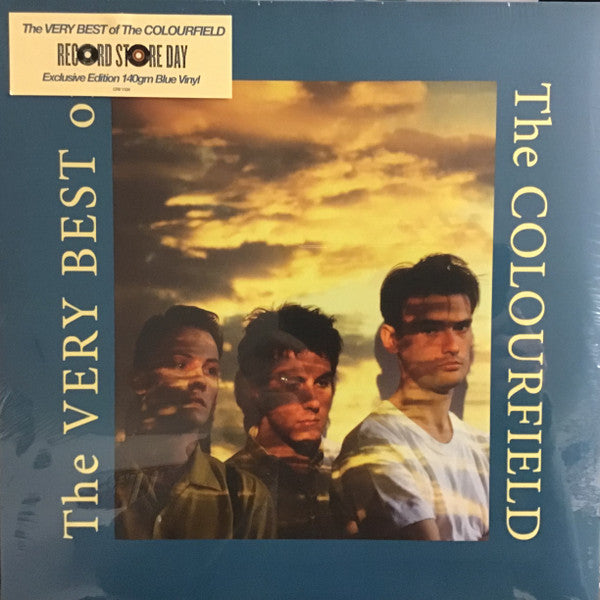 The VERY BEST of The COLOURFIELD
RECORD STORE DAY
Exclusive Edition 140gm Blue Vinyl
The VERY BEST o
The COLOURFIELD